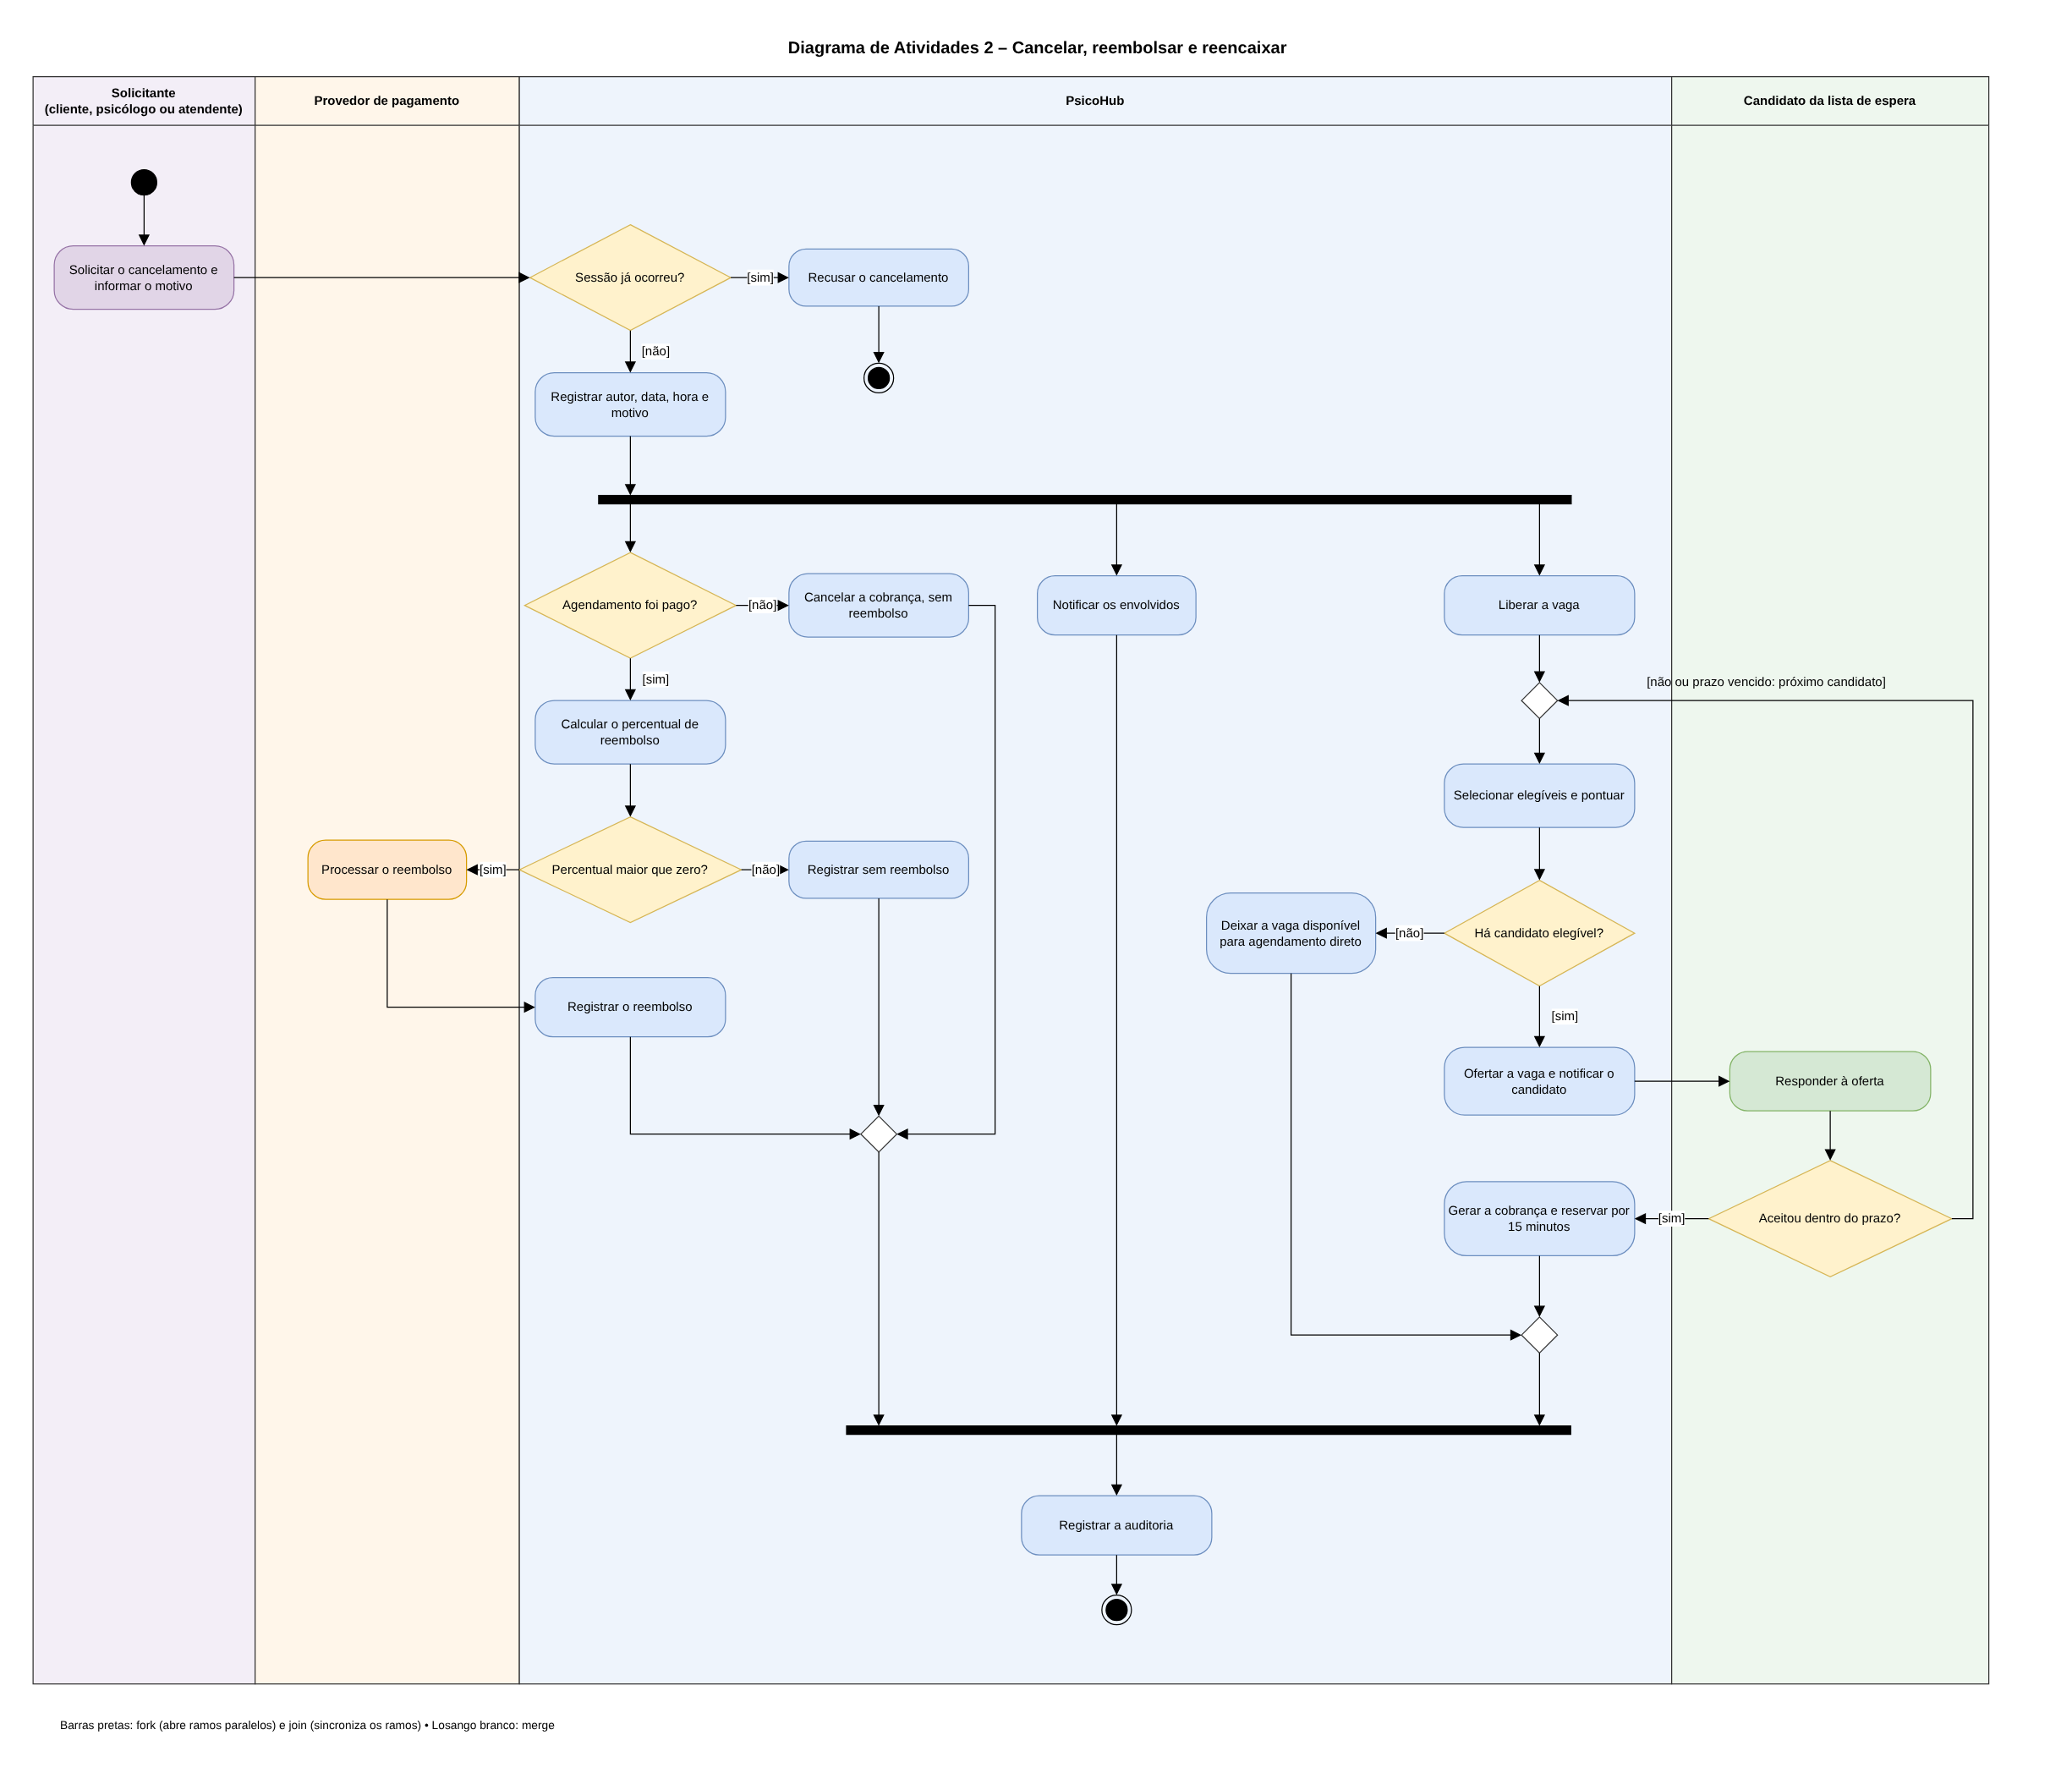 Diagrama de Atividades 2 – Cancelar, reembolsar e reencaixar
Solicitante
(cliente, psicólogo ou atendente)
Provedor de pagamento
PsicoHub
Candidato da lista de espera
Solicitar o cancelamento e
informar o motivo
Sessão já ocorreu?
[sim]
Recusar o cancelamento
[não]
Registrar autor, data, hora e
motivo
Agendamento foi pago?
[não]
Cancelar a cobrança, sem
reembolso
Notificar os envolvidos
Liberar a vaga
[sim]
[não ou prazo vencido: próximo candidato]
Calcular o percentual de
reembolso
Selecionar elegíveis e pontuar
Processar o reembolso
[sim]
Percentual maior que zero?
[não]
Registrar sem reembolso
Deixar a vaga disponível
para agendamento direto
[não]
Há candidato elegível?
Registrar o reembolso
[sim]
Ofertar a vaga e notificar o
candidato
Responder à oferta
Gerar a cobrança e reservar por
15 minutos
[sim]
Aceitou dentro do prazo?
Registrar a auditoria
Barras pretas: fork (abre ramos paralelos) e join (sincroniza os ramos) • Losango branco: merge